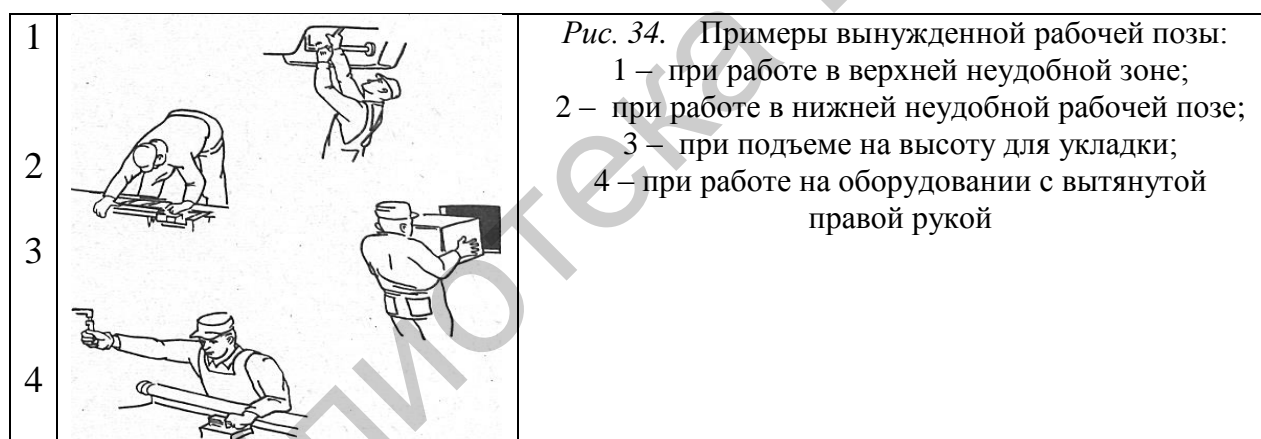 1
2
3
4
Рис. 34. Примеры вынужденной рабочей позы:
1 – при работе в верхней неудобной зоне;
2 – при работе в нижней неудобной рабочей позе;
3 – при подъеме на высоту для укладки;
4 – при работе на оборудовании с вытянутой
правой рукой